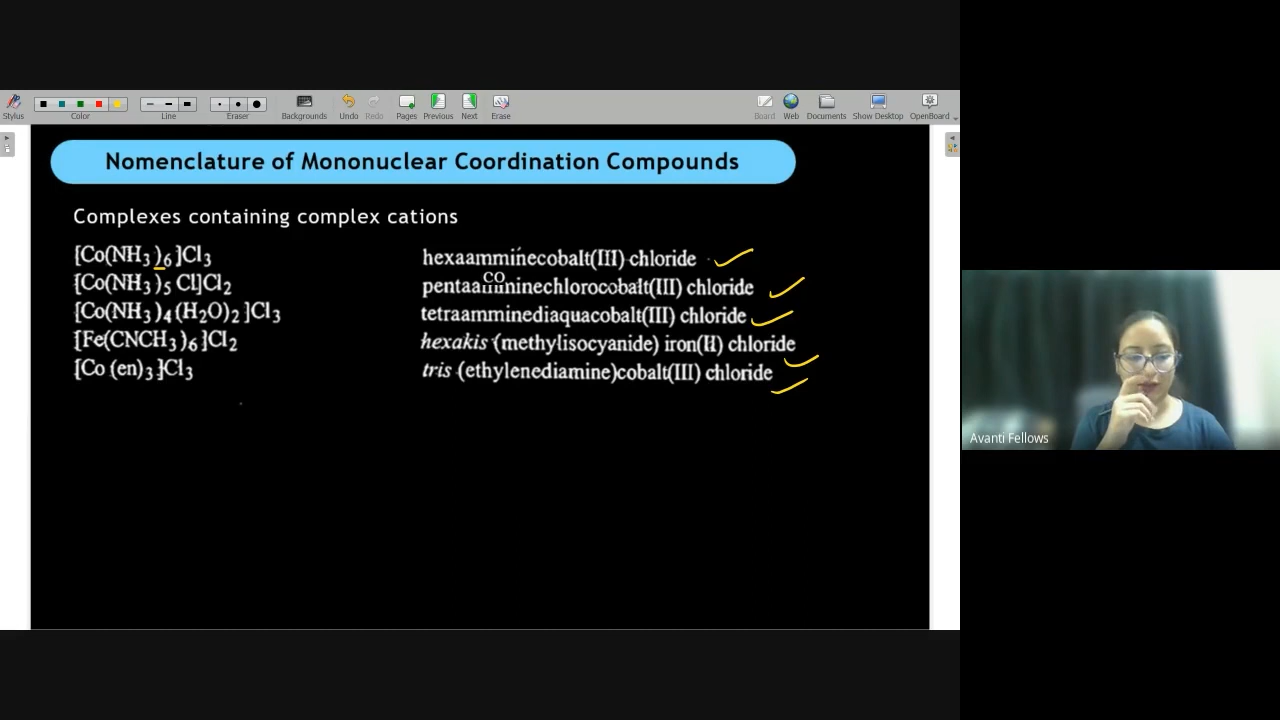 Stylus Color Line Eraser Backgrounds Undo Redo Pages Previous Next Erase Board Web Documents Show Desktop OpenBoard
Nomenclature of Mononuclear Coordination Compounds
Complexes containing complex cations
[Co(NH3)6]Cl3 hexaamminecobalt(III) chloride
CO
[Co(NH3)5 Cl]Cl2 pentaamminechlorocobalt(III) chloride
[Co(NH3)4(H2O)2]Cl3 tetraamminediaquacobalt(III) chloride
[Fe(CNCH3)6]Cl2 hexakis (methylisocyanide) iron(II) chloride
[Co (en)3]Cl3 tris (ethylenediamine)cobalt(III) chloride
Avanti Fellows